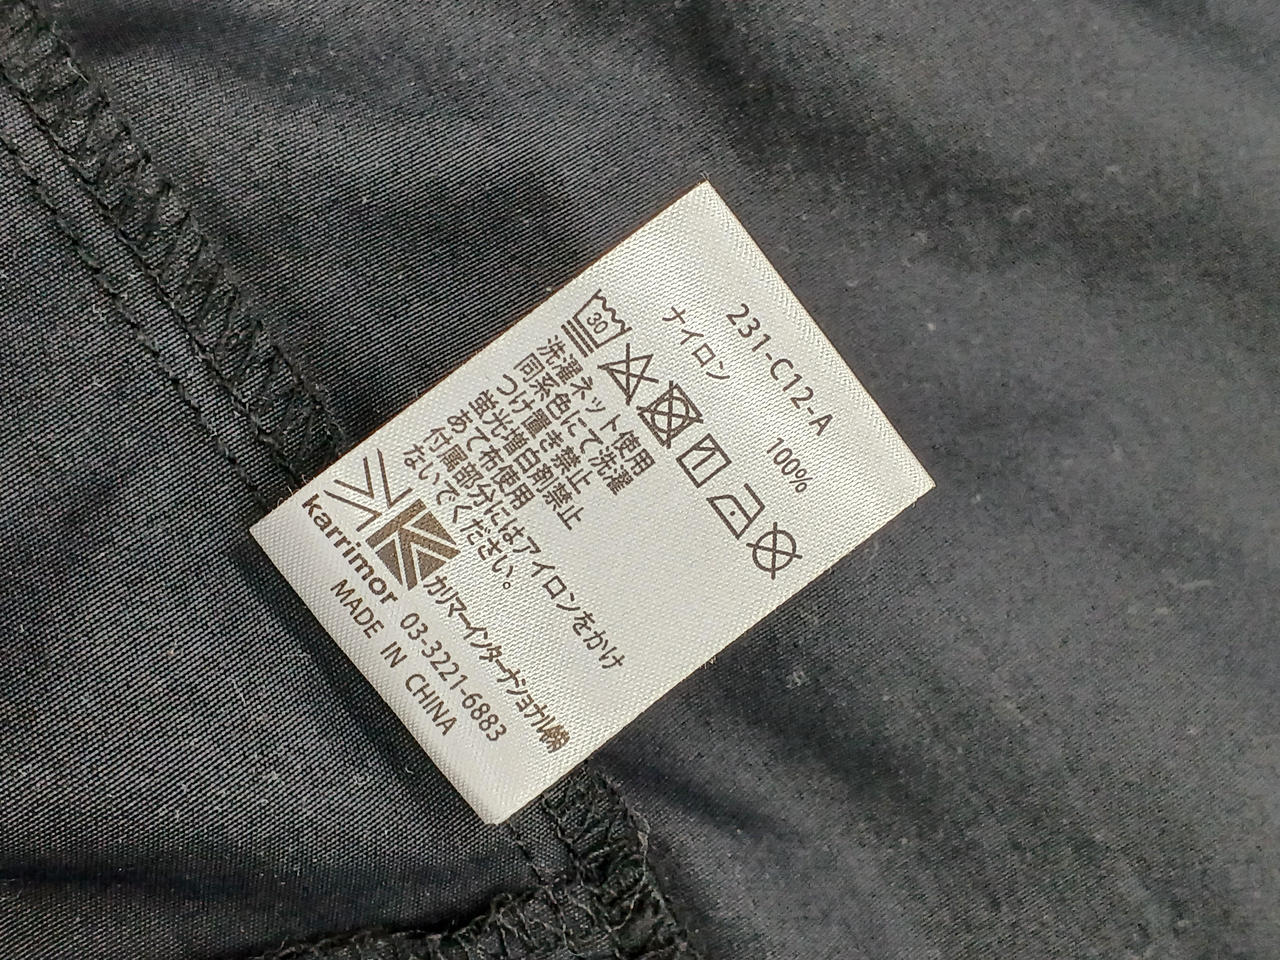 231-C12-A
ナイロン 100%
30
洗濯ネット使用
同系色にて洗濯
つけ置き禁止
蛍光増白剤禁止
あて布使用
付属部分にはアイロンをかけ
ないでください。
カリマーインターナショナル㈱
karrimor 03-3221-6883
MADE IN CHINA